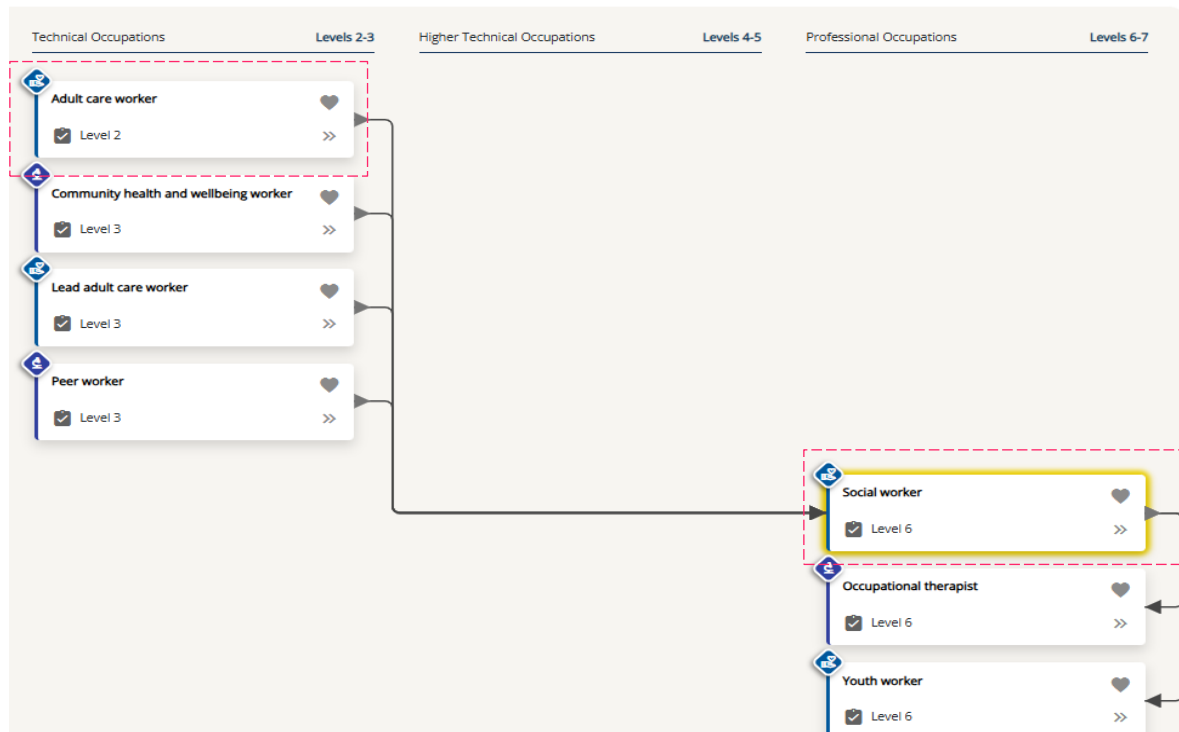 Technical Occupations Levels 2-3
Higher Technical Occupations Levels 4-5
Professional Occupations Levels 6-7
Adult care worker
Level 2
Community health and wellbeing worker
Level 3
Lead adult care worker
Level 3
Peer worker
Level 3
Social worker
Level 6
Occupational therapist
Level 6
Youth worker
Level 6